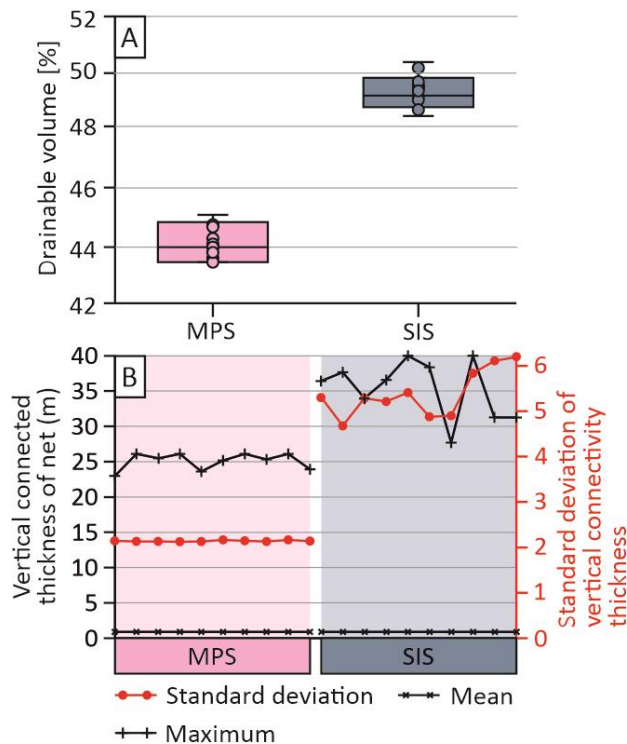 A
Drainable volume [%]
52
50
48
46
44
42
MPS
SIS
B
Vertical connected
thickness of net (m)
40
35
30
25
20
15
10
5
0
6
5
4
3
2
1
0
Standard deviation of
vertical connectivity
thickness
MPS
SIS
Standard deviation
Mean
Maximum